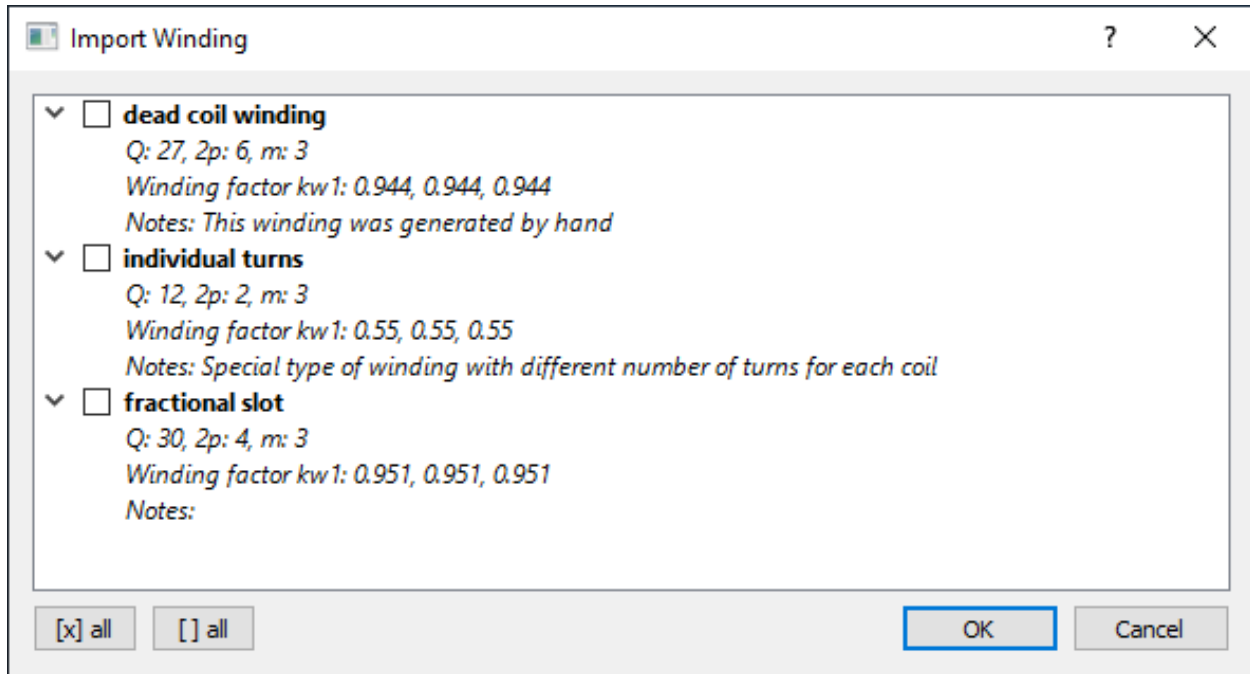 Import Winding
?
dead coil winding
Q: 27, 2p: 6, m: 3
Winding factor kw1: 0.944, 0.944, 0.944
Notes: This winding was generated by hand
individual turns
Q: 12, 2p: 2, m: 3
Winding factor kw1: 0.55, 0.55, 0.55
Notes: Special type of winding with different number of turns for each coil
fractional slot
Q: 30, 2p: 4, m: 3
Winding factor kw1: 0.951, 0.951, 0.951
Notes:
[x] all [ ] all OK Cancel